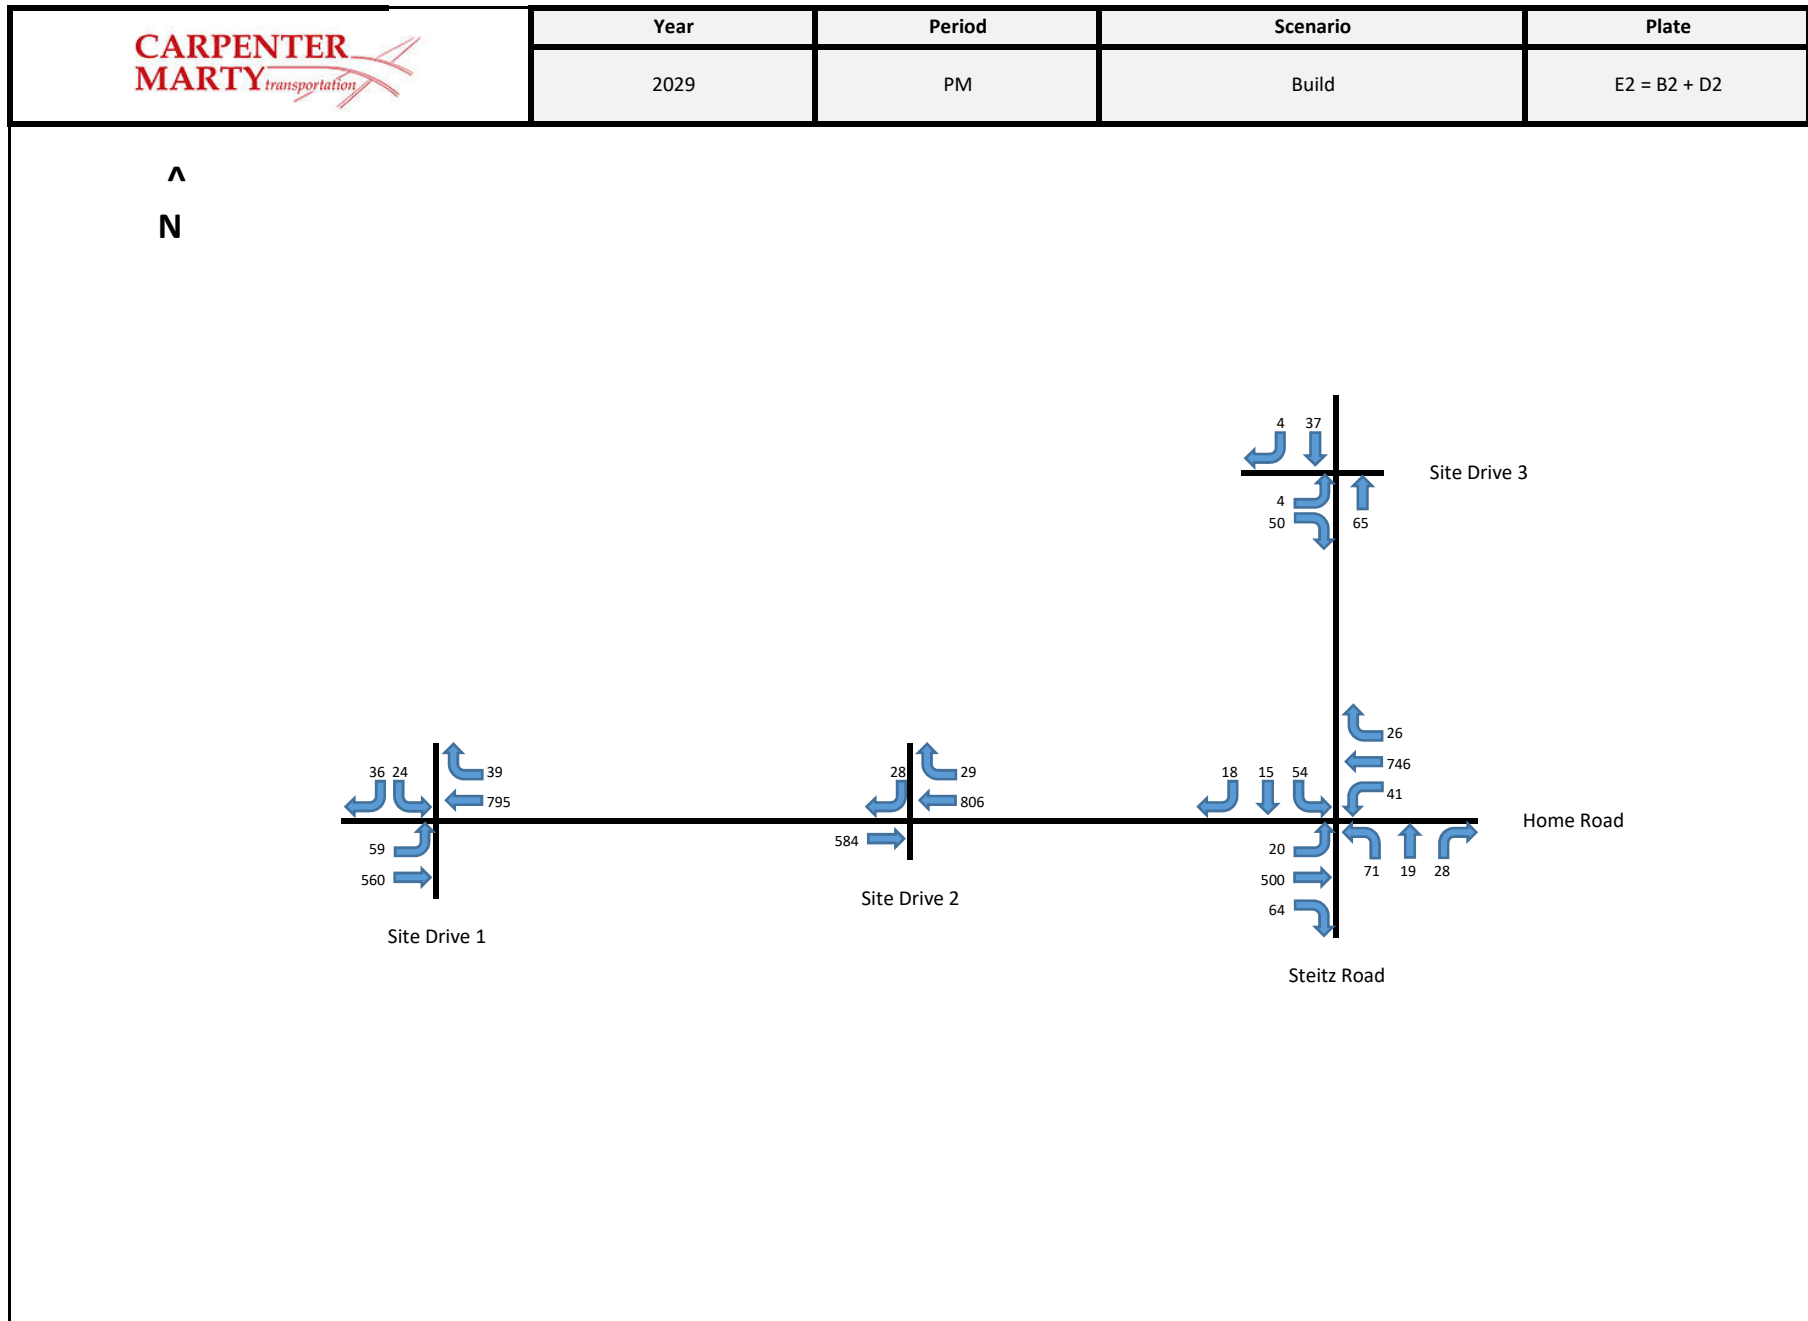 CARPENTER
MARTY transportation
Year Period Scenario Plate
2029 PM Build E2 = B2 + D2
^
N
4 37
Site Drive 3
4
50 65
26
746
41
36 24 39
795
28 29
806
18 15 54
Home Road
59
560
584
20
500
64
71 19 28
Site Drive 2
Site Drive 1
Steitz Road